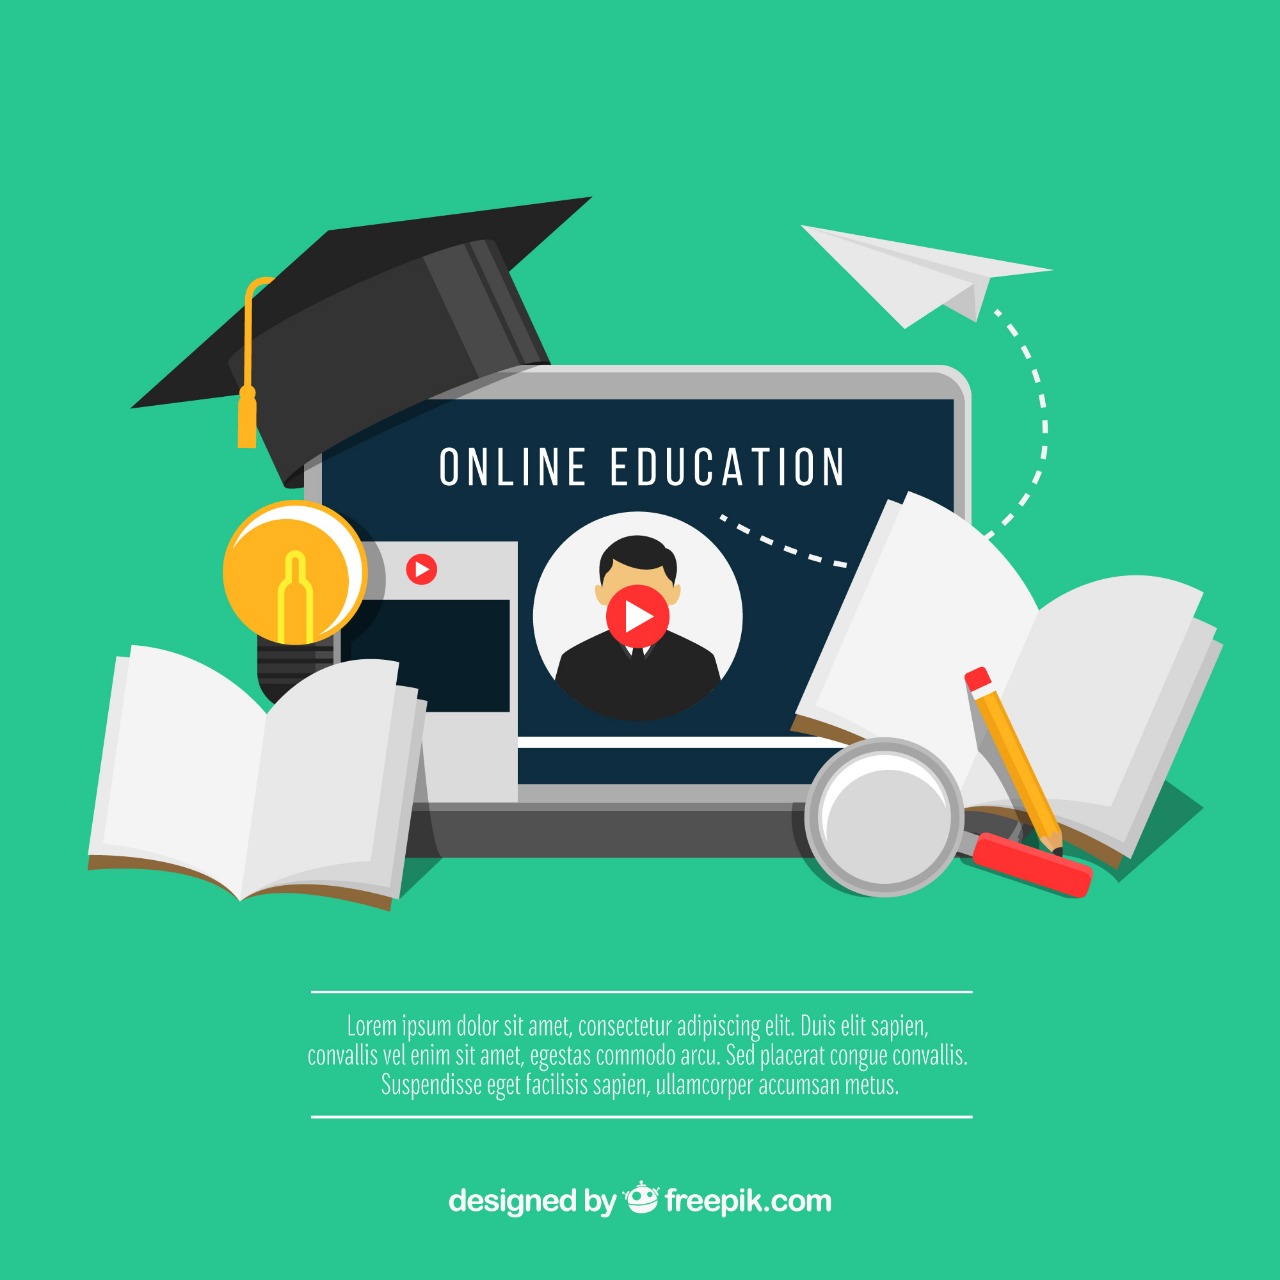 ONLINE EDUCATION
Lorem ipsum dolor sit amet, consectetur adipiscing elit. Duis elit sapien,
convallis vel enim sit amet, egestas commodo arcu. Sed placerat congue convallis.
Suspendisse eget facilisis sapien, ullamcorper accumsan metus.
designed by freepik.com